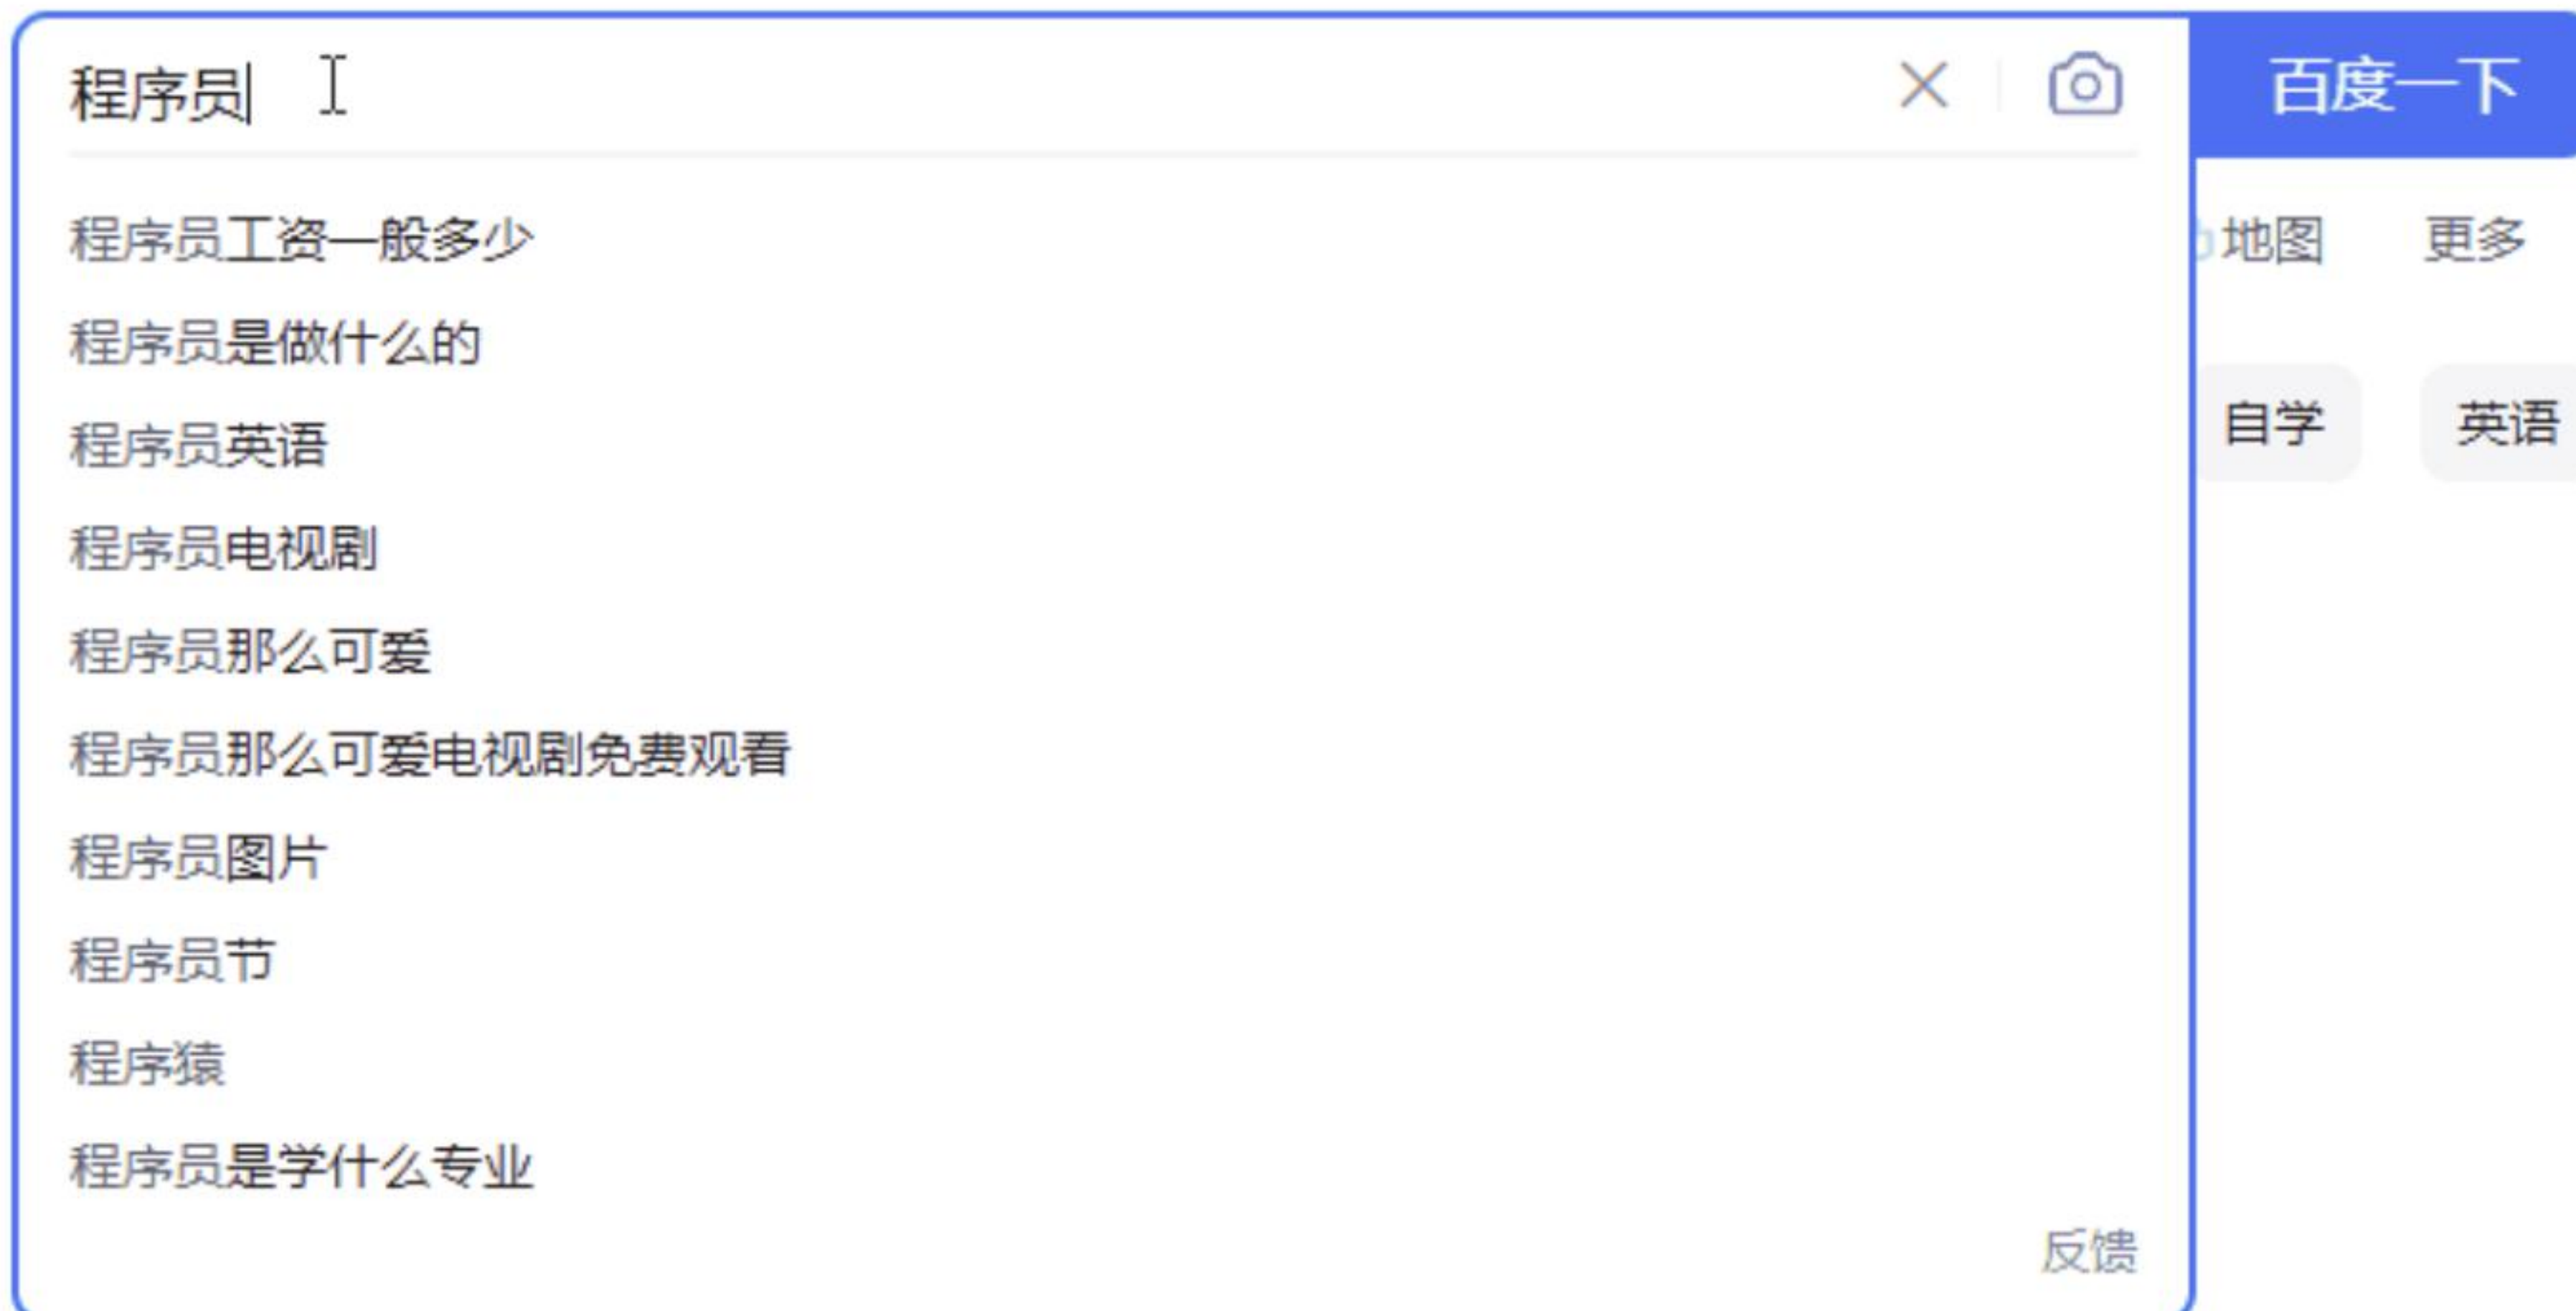 程序员 百度一下
程序员工资一般多少 地图 更多
程序员是做什么的
程序员英语 自学 英语
程序员电视剧
程序员那么可爱
程序员那么可爱电视剧免费观看
程序员图片
程序员节
程序猿
程序员是学什么专业
反馈